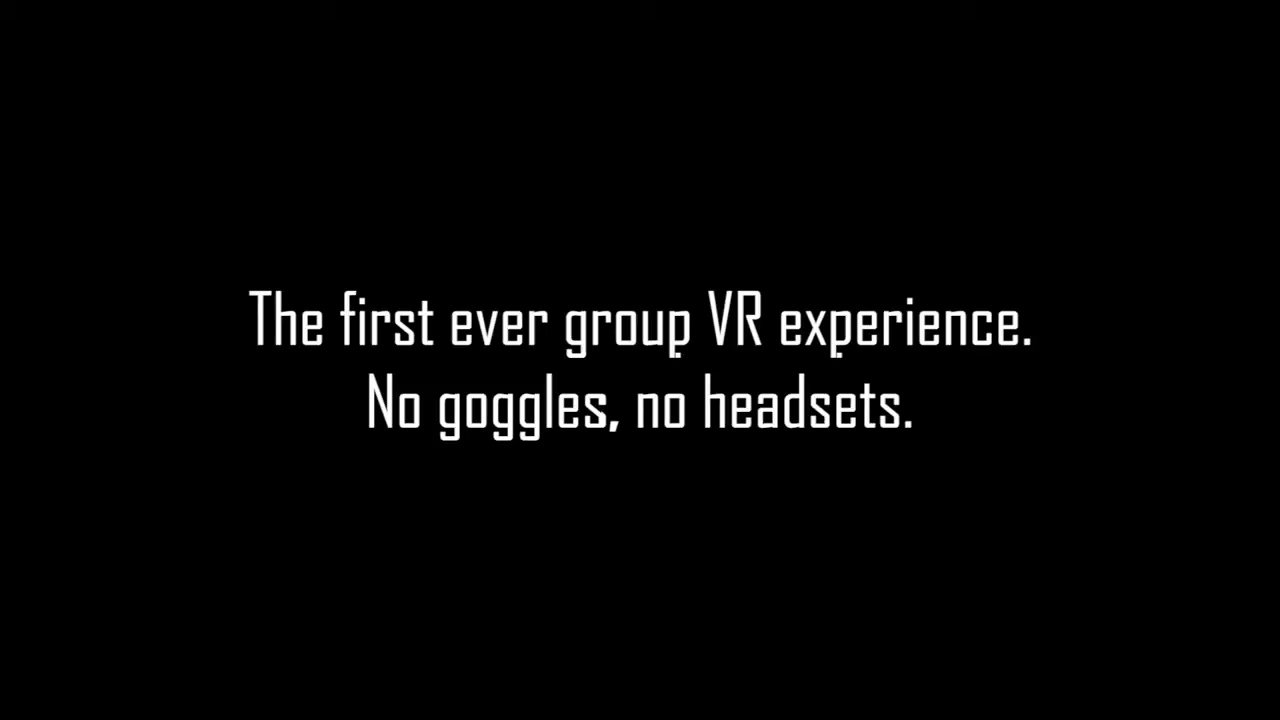 The first ever group VR experience.
No goggles, no headsets.